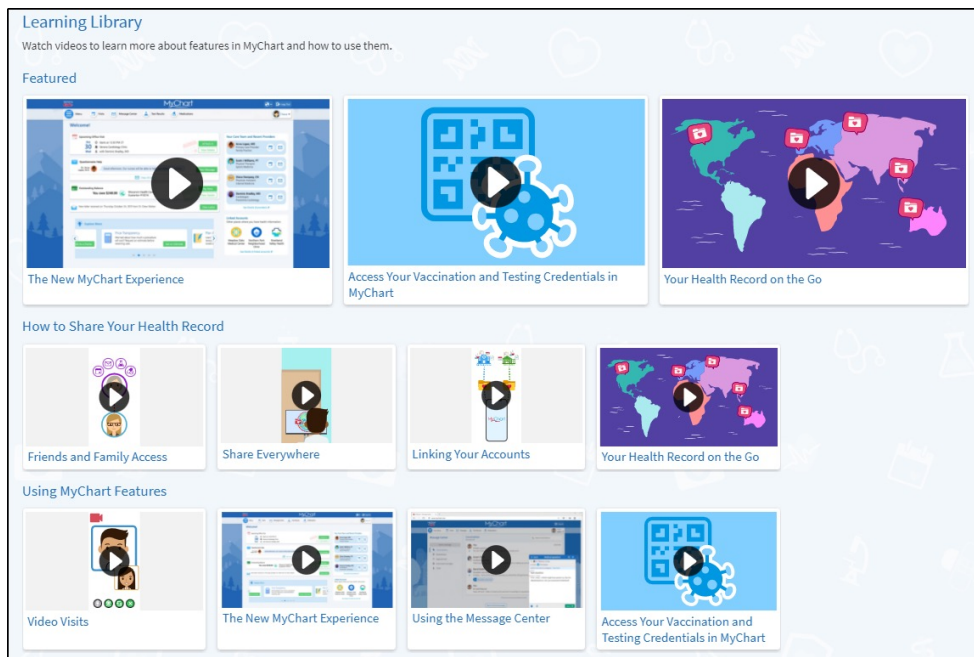 Learning Library
Watch videos to learn more about features in MyChart and how to use them.
Featured
MyChart
Welcome!
The New MyChart Experience
Access Your Vaccination and Testing Credentials in
MyChart
Your Health Record on the Go
How to Share Your Health Record
Friends and Family Access
Share Everywhere
Linking Your Accounts
Your Health Record on the Go
Using MyChart Features
Video Visits
The New MyChart Experience
Using the Message Center
Access Your Vaccination and
Testing Credentials in MyChart